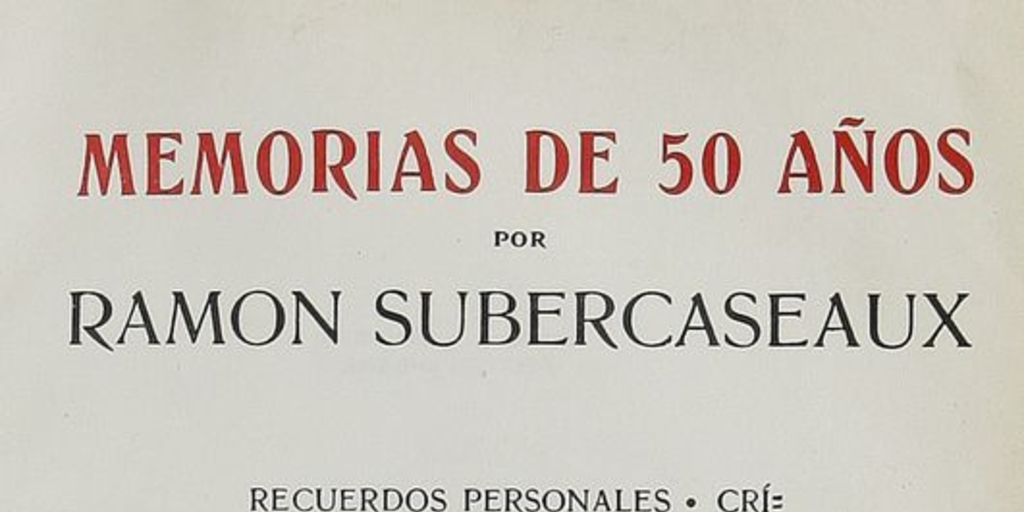 MEMORIAS DE 50 AÑOS
POR
RAMON SUBERCASEAUX
RECUERDOS PERSONALES • CRÍ=